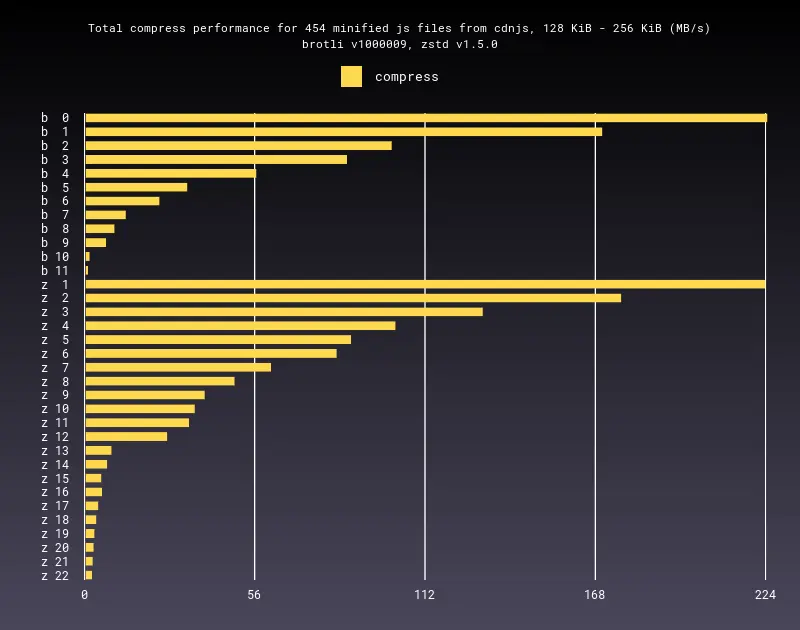 Total compress performance for 454 minified js files from cdnjs, 128 KiB - 256 KiB (MB/s)
brotli v1000009, zstd v1.5.0
compress
b 0
b 1
b 2
b 3
b 4
b 5
b 6
b 7
b 8
b 9
b 10
b 11
z 1
z 2
z 3
z 4
z 5
z 6
z 7
z 8
z 9
z 10
z 11
z 12
z 13
z 14
z 15
z 16
z 17
z 18
z 19
z 20
z 21
z 22
0 56 112 168 224